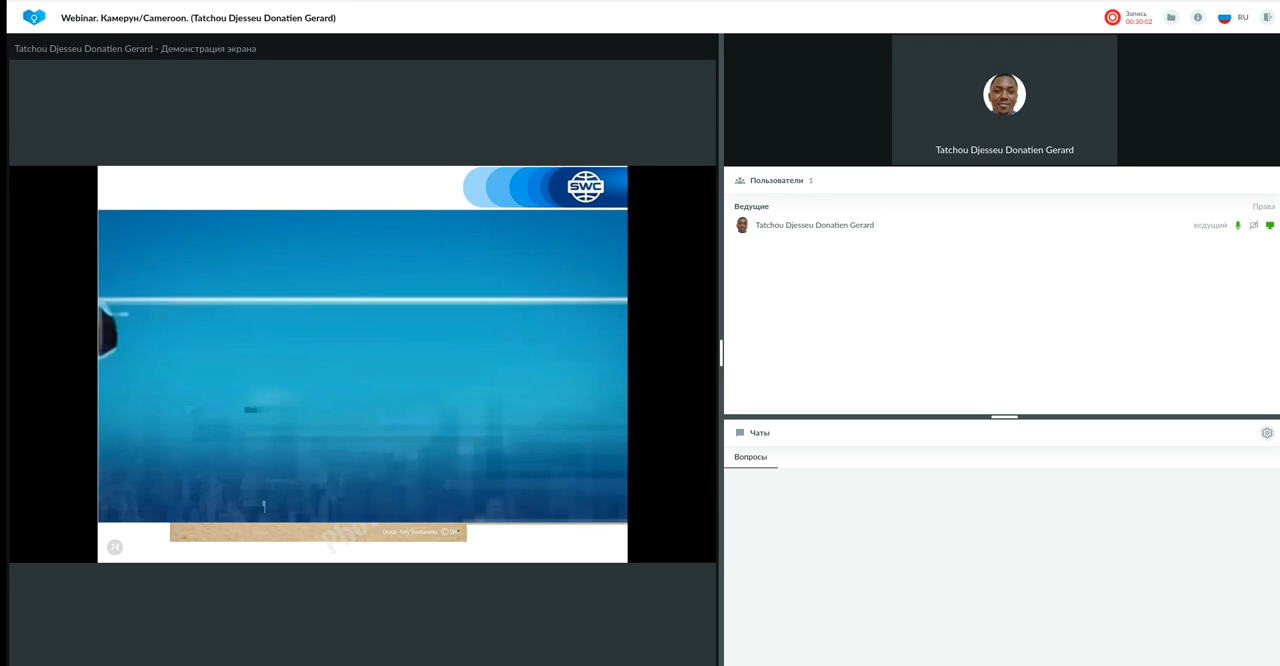 Webinar. Камерун/Cameroon. (Tatchou Djesseu Donatien Gerard)
Запись
00:30:02
RU
Tatchou Djesseu Donatien Gerard - Демонстрация экрана
SWC
74
Tatchou Djesseu Donatien Gerard
Пользователи 1
Ведущие Права
Tatchou Djesseu Donatien Gerard ведущий
Чаты
Вопросы